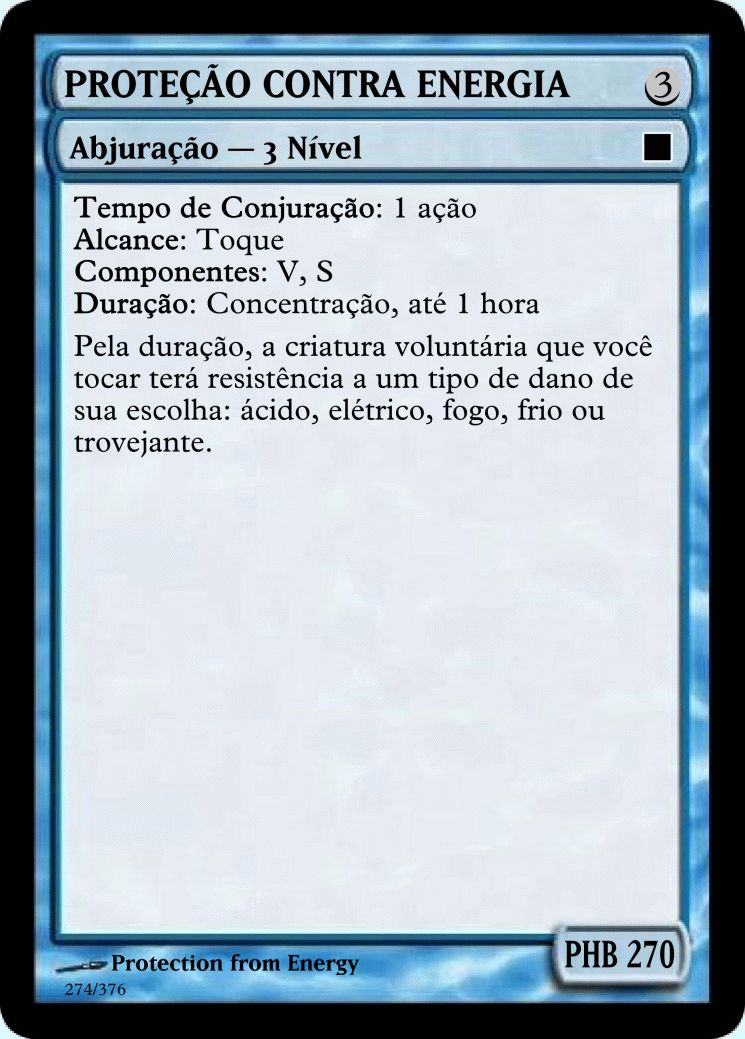 PROTEÇÃO CONTRA ENERGIA 3
Abjuração — 3 Nível
Tempo de Conjuração: 1 ação
Alcance: Toque
Componentes: V, S
Duração: Concentração, até 1 hora
Pela duração, a criatura voluntária que você
tocar terá resistência a um tipo de dano de
sua escolha: ácido, elétrico, fogo, frio ou
trovejante.
Protection from Energy
PHB 270
274/376